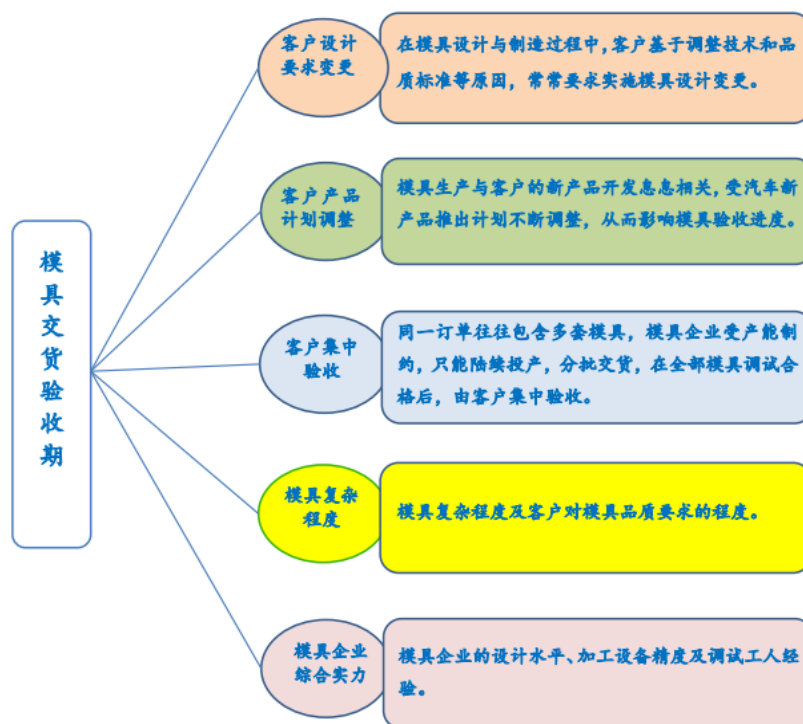 模具交货验收期
客户设计
要求变更
在模具设计与制造过程中,客户基于调整技术和品
质标准等原因，常常要求实施模具设计变更。
客户产品
计划调整
模具生产与客户的新产品开发息息相关,受汽车新
产品推出计划不断调整，从而影响模具验收进度。
客户集中
验收
同一订单往往包含多套模具，模具企业受产能制
约，只能陆续投产，分批交货，在全部模具调试合
格后，由客户集中验收。
模具复杂
程度
模具复杂程度及客户对模具品质要求的程度。
模具企业
综合实力
模具企业的设计水平、加工设备精度及调试工人经
验。